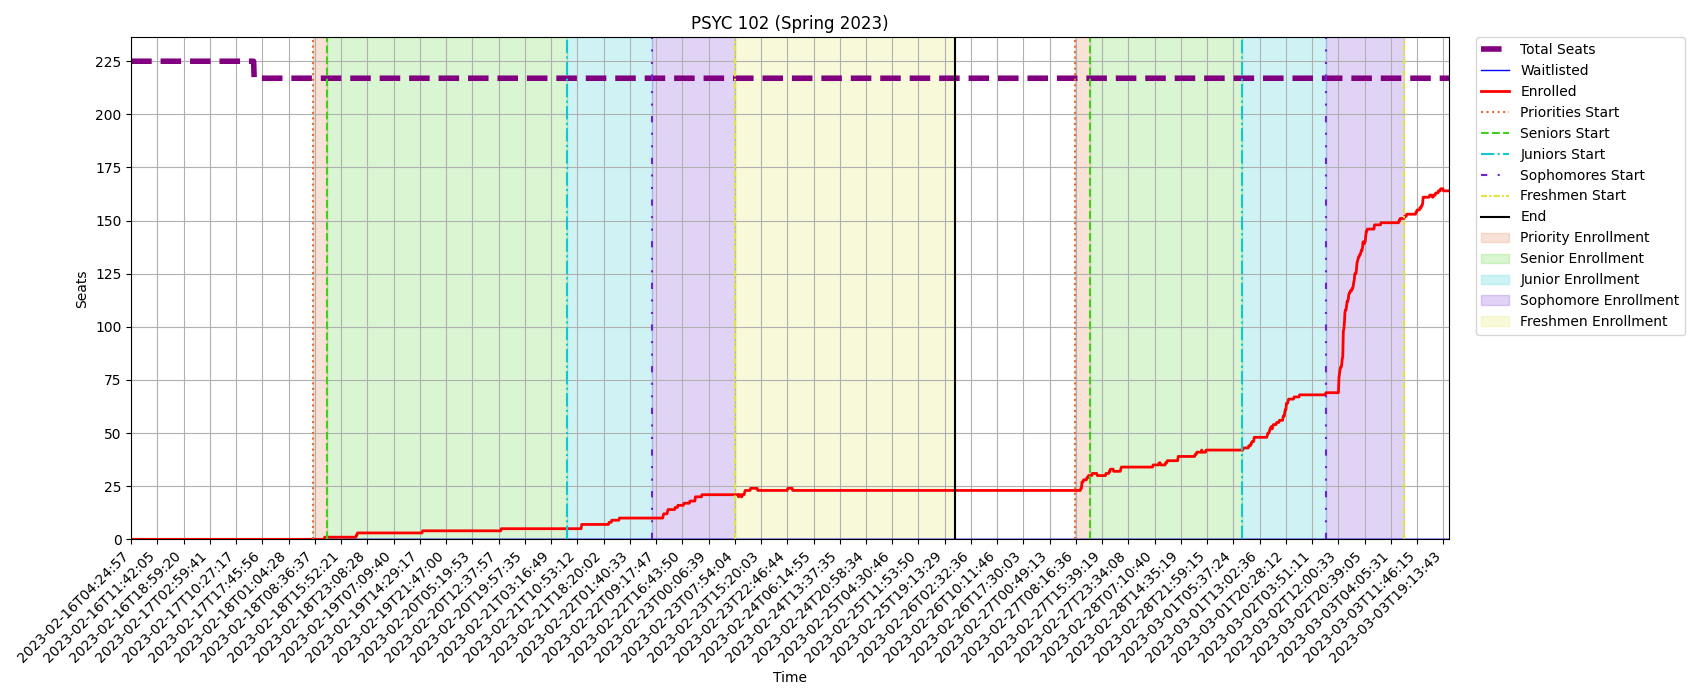 PSYC 102 (Spring 2023)
Seats
225
200
175
150
125
100
75
50
25
0
2023-02-16T04:24:57
2023-02-16T11:42:05
2023-02-16T18:59:20
2023-02-17T02:59:41
2023-02-17T10:27:17
2023-02-17T17:45:56
2023-02-18T01:04:28
2023-02-18T08:36:37
2023-02-18T15:52:21
2023-02-18T23:08:28
2023-02-19T07:09:40
2023-02-19T14:29:17
2023-02-19T21:47:00
2023-02-20T05:19:53
2023-02-20T12:37:57
2023-02-20T19:57:35
2023-02-21T03:16:49
2023-02-21T10:53:12
2023-02-21T18:20:02
2023-02-22T01:40:33
2023-02-22T09:17:47
2023-02-22T16:43:50
2023-02-23T00:06:39
2023-02-23T07:54:04
2023-02-23T15:20:03
2023-02-23T22:46:44
2023-02-24T06:14:55
2023-02-24T13:37:35
2023-02-24T20:58:34
2023-02-25T04:30:46
2023-02-25T11:53:50
2023-02-25T19:13:29
2023-02-26T02:32:36
2023-02-26T10:11:46
2023-02-26T17:30:03
2023-02-27T00:49:13
2023-02-27T08:16:36
2023-02-27T15:39:19
2023-02-27T23:34:08
2023-02-28T07:10:40
2023-02-28T14:35:19
2023-02-28T21:59:15
2023-03-01T05:37:24
2023-03-01T13:02:36
2023-03-01T20:28:12
2023-03-02T03:51:11
2023-03-02T12:00:33
2023-03-02T20:39:05
2023-03-03T04:05:31
2023-03-03T11:46:15
2023-03-03T19:13:43
Time
Total Seats
Waitlisted
Enrolled
Priorities Start
Seniors Start
Juniors Start
Sophomores Start
Freshmen Start
End
Priority Enrollment
Senior Enrollment
Junior Enrollment
Sophomore Enrollment
Freshmen Enrollment